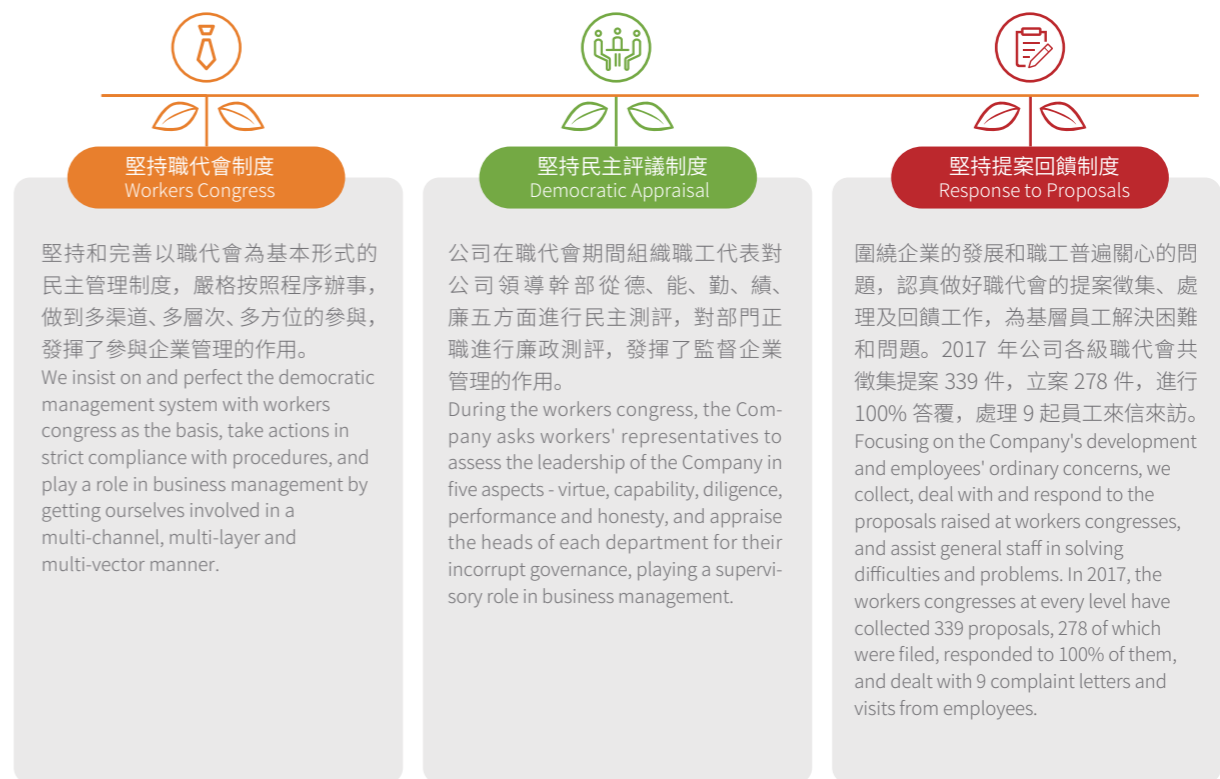 堅持職代會制度
Workers Congress
堅持和完善以職代會為基本形式的
民主管理制度，嚴格按照程序辦事，
做到多渠道、多層次、多方位的參與，
發揮了參與企業管理的作用。
We insist on and perfect the democratic
management system with workers
congress as the basis, take actions in
strict compliance with procedures, and
play a role in business management by
getting ourselves involved in a
multi-channel, multi-layer and
multi-vector manner.
堅持民主評議制度
Democratic Appraisal
公司在職代會期間組織職工代表對
公司領導幹部從德、能、勤、績、
廉五方面進行民主測評，對部門正
職進行廉政測評，發揮了監督企業
管理的作用。
During the workers congress, the Com-
pany asks workers' representatives to
assess the leadership of the Company in
five aspects - virtue, capability, diligence,
performance and honesty, and appraise
the heads of each department for their
incorrupt governance, playing a supervi-
sory role in business management.
堅持提案回饋制度
Response to Proposals
圍繞企業的發展和職工普遍關心的問
題，認真做好職代會的提案徵集、處
理及回饋工作，為基層員工解決困難
和問題。2017 年公司各級職代會共
徵集提案 339 件，立案 278 件，進行
100% 答覆，處理 9 起員工來信來訪。
Focusing on the Company's development
and employees' ordinary concerns, we
collect, deal with and respond to the
proposals raised at workers congresses,
and assist general staff in solving
difficulties and problems. In 2017, the
workers congresses at every level have
collected 339 proposals, 278 of which
were filed, responded to 100% of them,
and dealt with 9 complaint letters and
visits from employees.